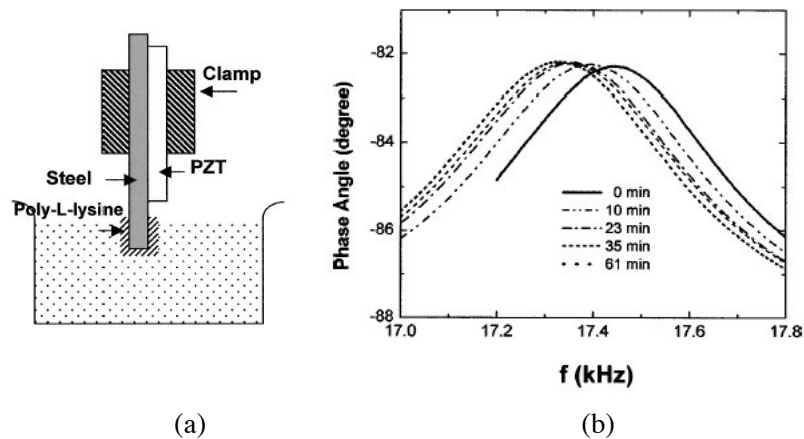 Clamp
PZT
Steel
Poly-L-lysine
(a)
Phase Angle (degree)
-82
-84
-86
-88
0 min
10 min
23 min
35 min
61 min
17.0 17.2 17.4 17.6 17.8
f (kHz)
(b)